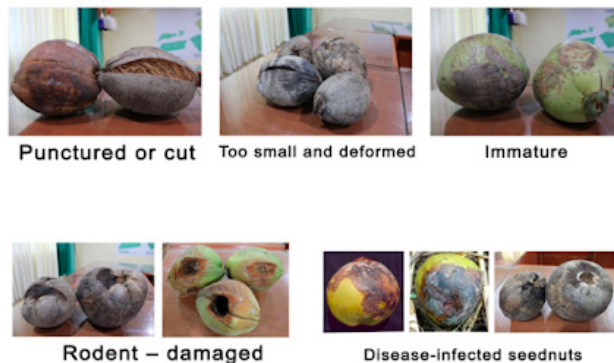 Punctured or cut
Too small and deformed
Immature
Rodent – damaged
Disease-infected seednuts